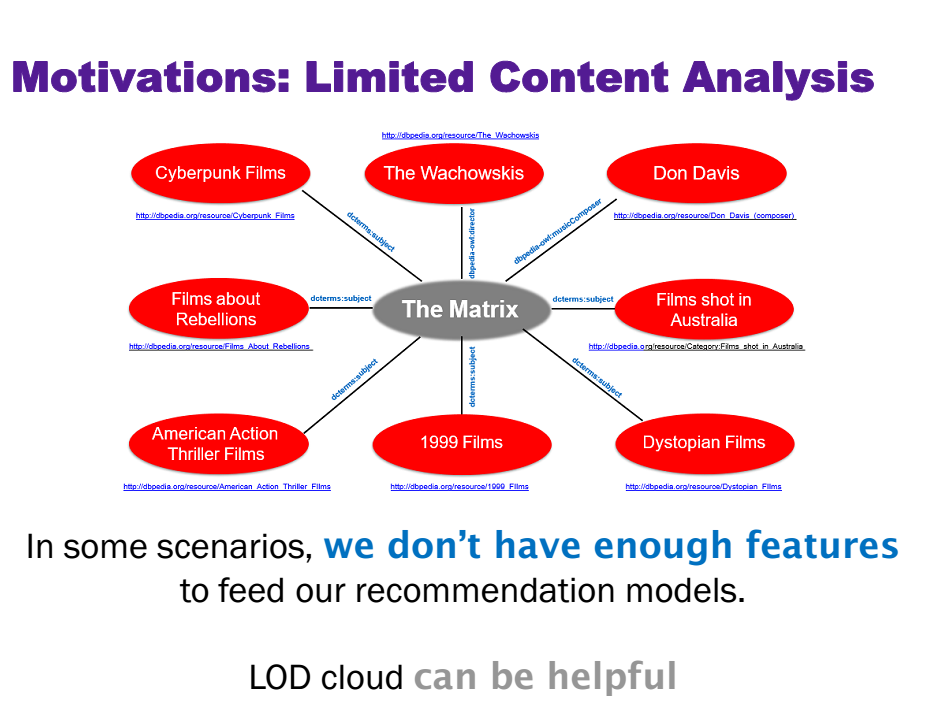 Motivations: Limited Content Analysis
http://dbpedia.org/resource/The_Wachowskis
Cyberpunk Films
The Wachowskis
Don Davis
http://dbpedia.org/resource/Cyberpunk_Films
http://dbpedia.org/resource/Don_Davis_(composer)
dcterms:subject
dbpedia-owl:director
dbpedia-owl:musicComposer
Films about
Rebellions
dcterms:subject
The Matrix
dcterms:subject
Films shot in
Australia
http://dbpedia.org/resource/Films_About_Rebellions
http://dbpedia.org/resource/Category:Films_shot_in_Australia
dcterms:subject
dcterms:subject
dcterms:subject
American Action
Thriller Films
1999 Films
Dystopian Films
http://dbpedia.org/resource/American_Action_Thriller_Films
http://dbpedia.org/resource/1999_Films
http://dbpedia.org/resource/Dystopian_Films
In some scenarios, we don’t have enough features
to feed our recommendation models.
LOD cloud can be helpful